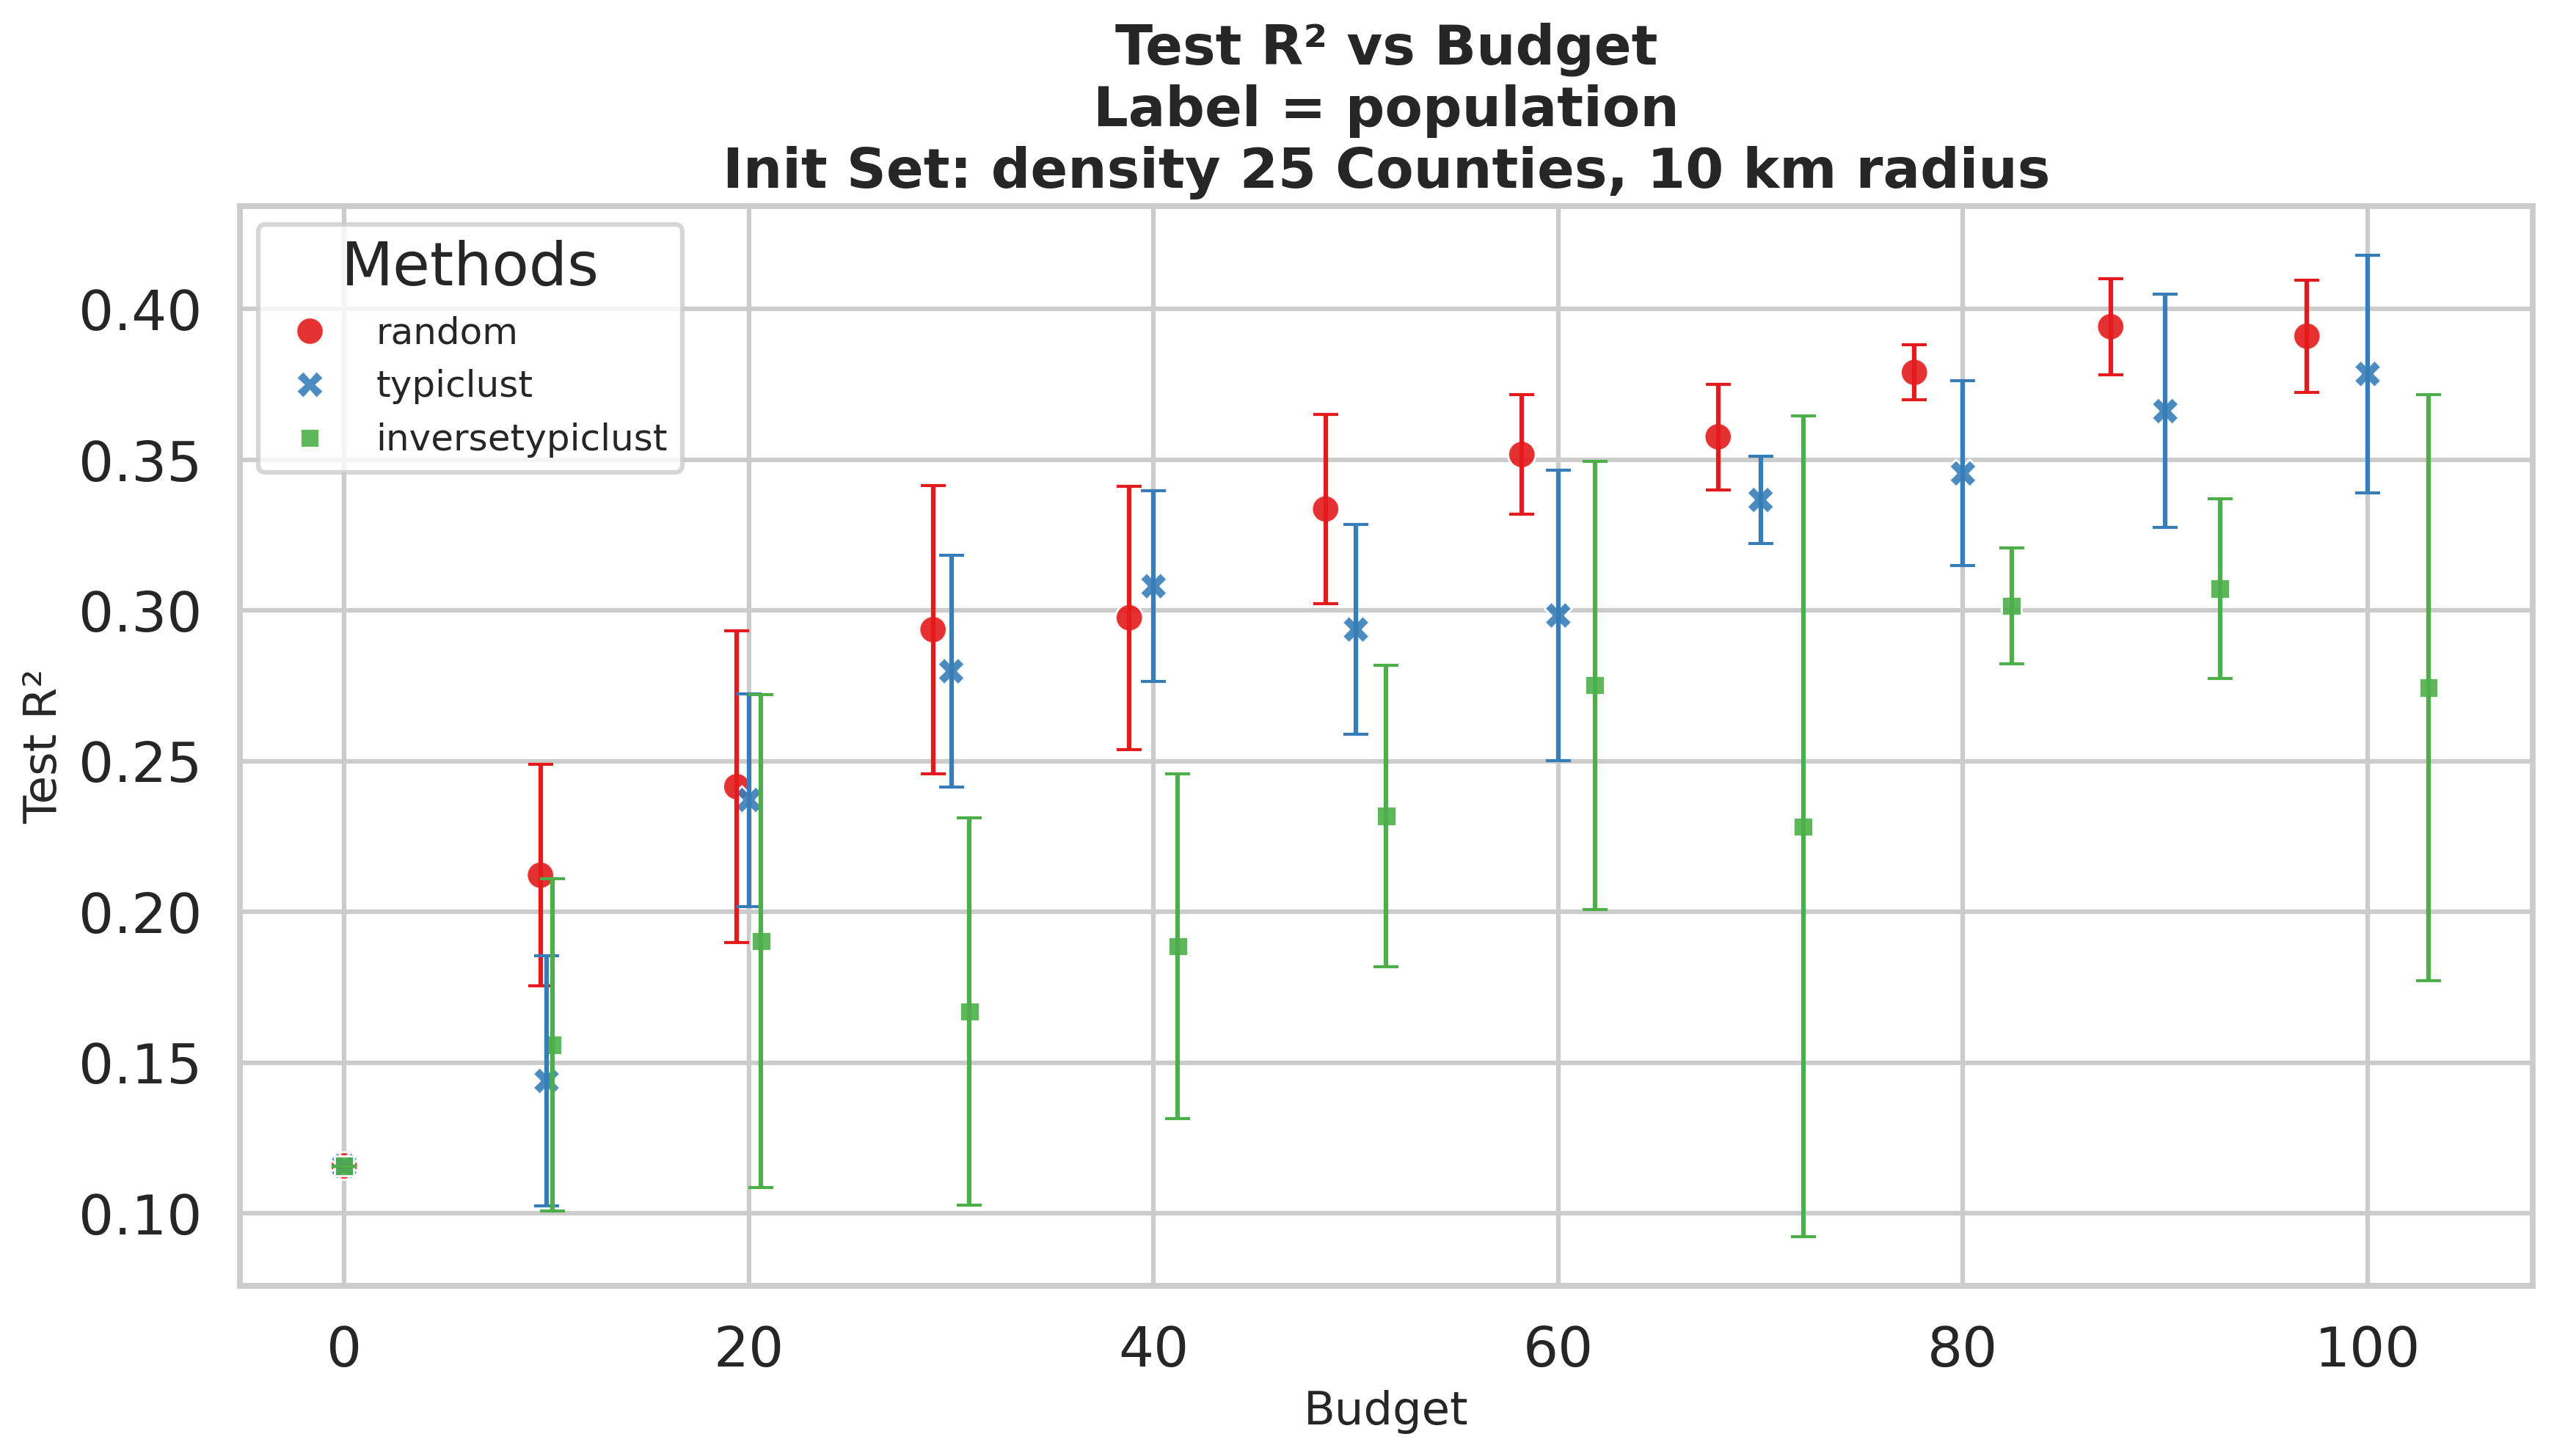 Test R² vs Budget
Label = population
Init Set: density 25 Counties, 10 km radius
Methods
random
typiclust
inversetypiclust
Test R²
0.40
0.35
0.30
0.25
0.20
0.15
0.10
0 20 40 60 80 100
Budget